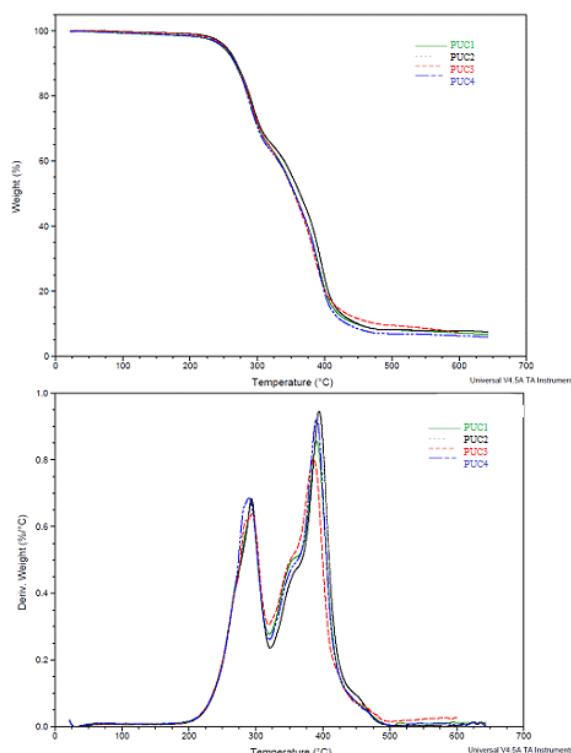 100
80
60
40
20
0
Weight (%)
PUC1
PUC2
PUC3
PUC4
0 100 200 300 400 500 600 700
Temperature (°C)
Universal V4.5A TA Instrument
1.0
0.8
0.6
0.4
0.2
0.0
Deriv. Weight (%/°C)
PUC1
PUC2
PUC3
PUC4
0 100 200 300 400 500 600 700
Temperature (°C)
Universal V4.5A TA Instrument